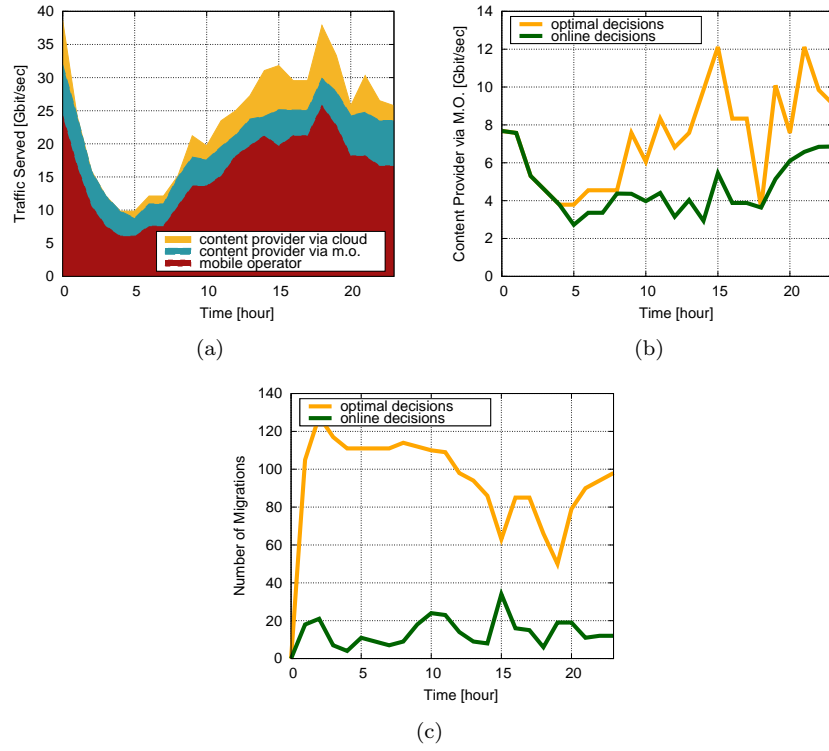 40
35
30
25
20
15
10
5
0
Traffic Served [Gbit/sec]
content provider via cloud
content provider via m.o.
mobile operator
0 5 10 15 20
Time [hour]
(a)
14
12
10
8
6
4
2
0
Content Provider via M.O. [Gbit/sec]
optimal decisions
online decisions
0 5 10 15 20
Time [hour]
(b)
140
120
100
80
60
40
20
0
Number of Migrations
optimal decisions
online decisions
0 5 10 15 20
Time [hour]
(c)